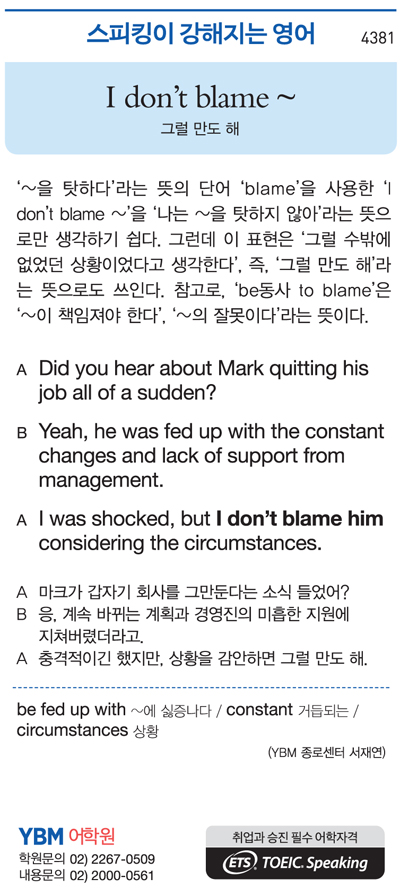 스피킹이 강해지는 영어
4381
I don't blame ~
그럴 만도 해
‘～을 탓하다’라는 뜻의 단어 ‘blame’을 사용한 ‘I
don't blame ～’을 ‘나는 ～을 탓하지 않아’라는 뜻으
로만 생각하기 쉽다. 그런데 이 표현은 ‘그럴 수밖에
없었던 상황이었다고 생각한다’, 즉, ‘그럴 만도 해’라
는 뜻으로도 쓰인다. 참고로, ‘be동사 to blame’은
‘～이 책임져야 한다’, ‘～의 잘못이다’라는 뜻이다.
A Did you hear about Mark quitting his
job all of a sudden?
B Yeah, he was fed up with the constant
changes and lack of support from
management.
A I was shocked, but I don't blame him
considering the circumstances.
A 마크가 갑자기 회사를 그만둔다는 소식 들었어?
B 응, 계속 바뀌는 계획과 경영진의 미흡한 지원에
지쳐버렸더라고.
A 충격적이긴 했지만, 상황을 감안하면 그럴 만도 해.
be fed up with ～에 싫증나다 / constant 거듭되는 /
circumstances 상황
(YBM 종로센터 서재연)
YBM 어학원
학원문의 02) 2267-0509
내용문의 02) 2000-0561
취업과 승진 필수 어학자격
ETS TOEIC. Speaking